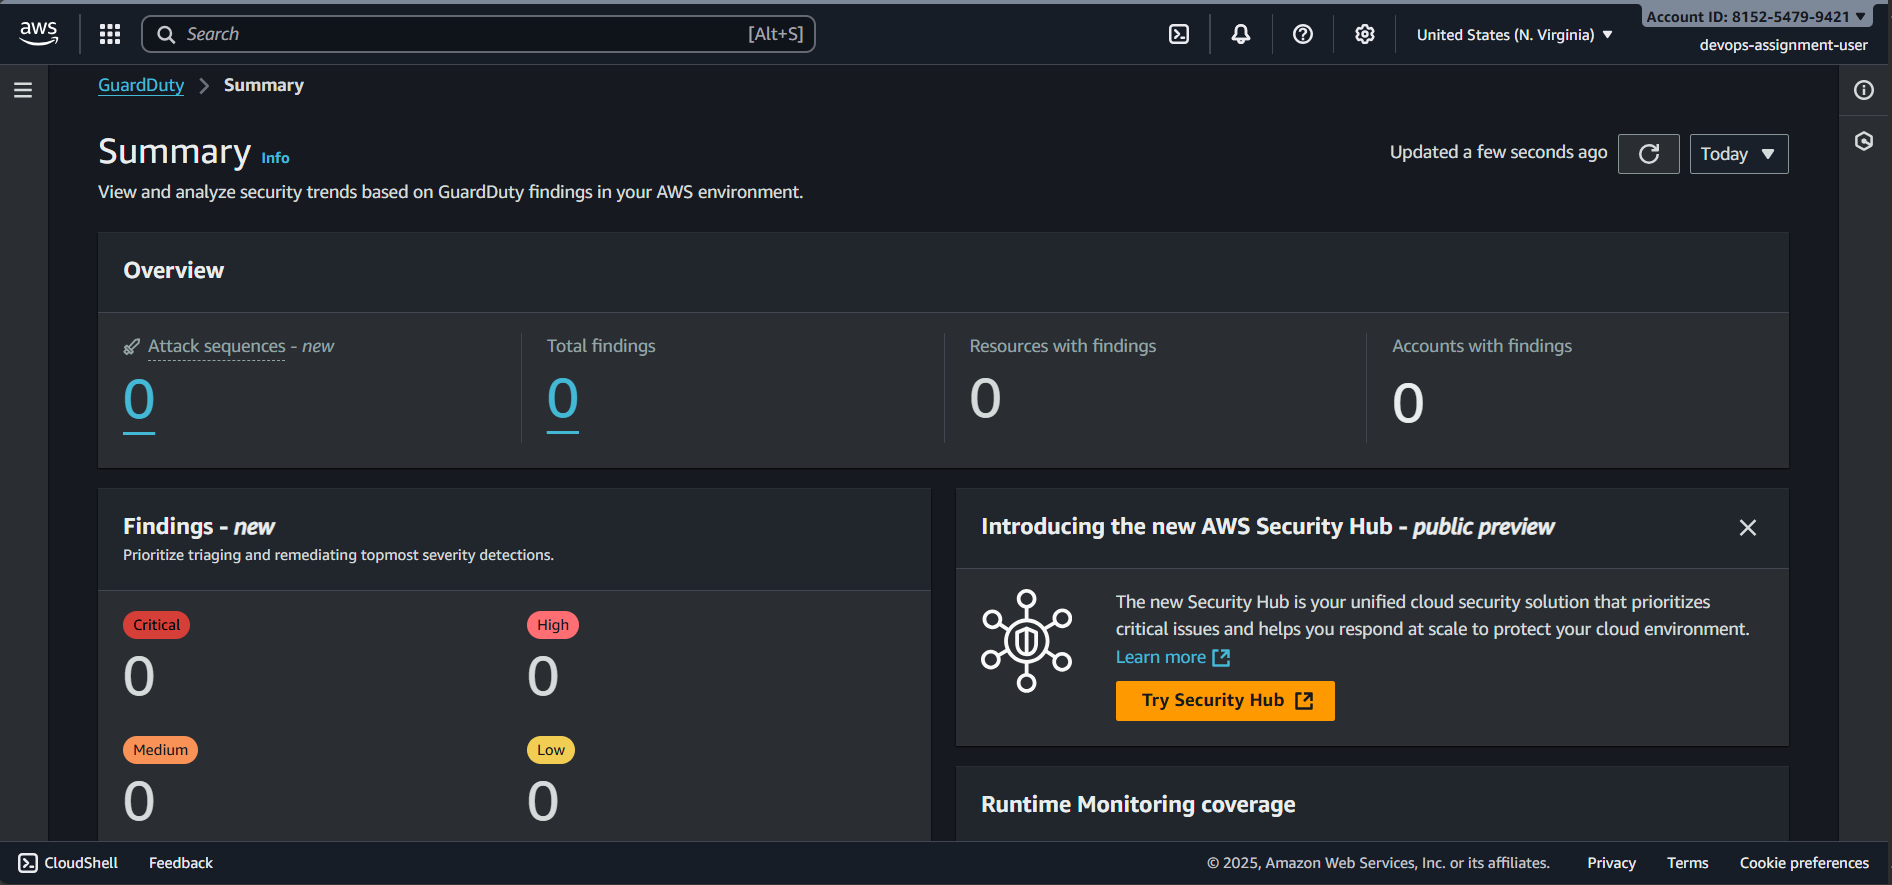 aws
Search
[Alt+S]
United States (N. Virginia)
Account ID: 8152-5479-9421
devops-assignment-user
GuardDuty
Summary
Summary
Info
Updated a few seconds ago
Today
View and analyze security trends based on GuardDuty findings in your AWS environment.
Overview
Attack sequences - new
0
Total findings
0
Resources with findings
0
Accounts with findings
0
Findings - new
Prioritize triaging and remediating topmost severity detections.
Critical
0
High
0
Medium
0
Low
0
Introducing the new AWS Security Hub - public preview
The new Security Hub is your unified cloud security solution that prioritizes
critical issues and helps you respond at scale to protect your cloud environment.
Learn more
Try Security Hub
Runtime Monitoring coverage
CloudShell
Feedback
© 2025, Amazon Web Services, Inc. or its affiliates.
Privacy
Terms
Cookie preferences